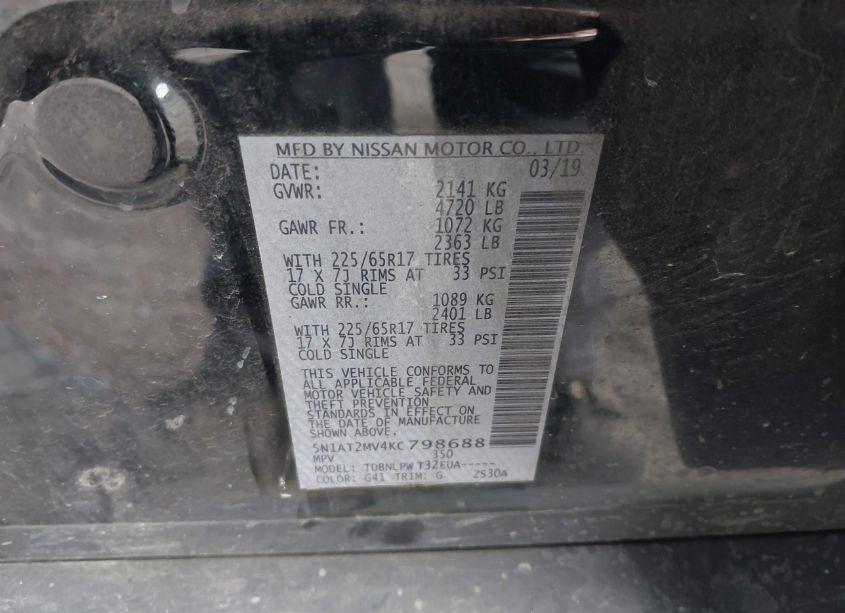 MFD BY NISSAN MOTOR CO., LTD.
DATE: 03/19
GVWR: 2141 KG
4720 LB
GAWR FR.: 1072 KG
2363 LB
WITH 225/65R17 TIRES
17 X 7J RIMS AT 33 PSI
COLD SINGLE
GAWR RR.: 1089 KG
2401 LB
WITH 225/65R17 TIRES
17 X 7J RIMS AT 33 PSI
COLD SINGLE
THIS VEHICLE CONFORMS TO
ALL APPLICABLE FEDERAL
MOTOR VEHICLE SAFETY AND
THEFT PREVENTION
STANDARDS IN EFFECT ON
THE DATE OF MANUFACTURE
SHOWN ABOVE.
5N1AT2MV4KC798688
MPV 350
MODEL: TDBNLPW T32EUA-----
COLOR: G41 TRIM: G 2S30A